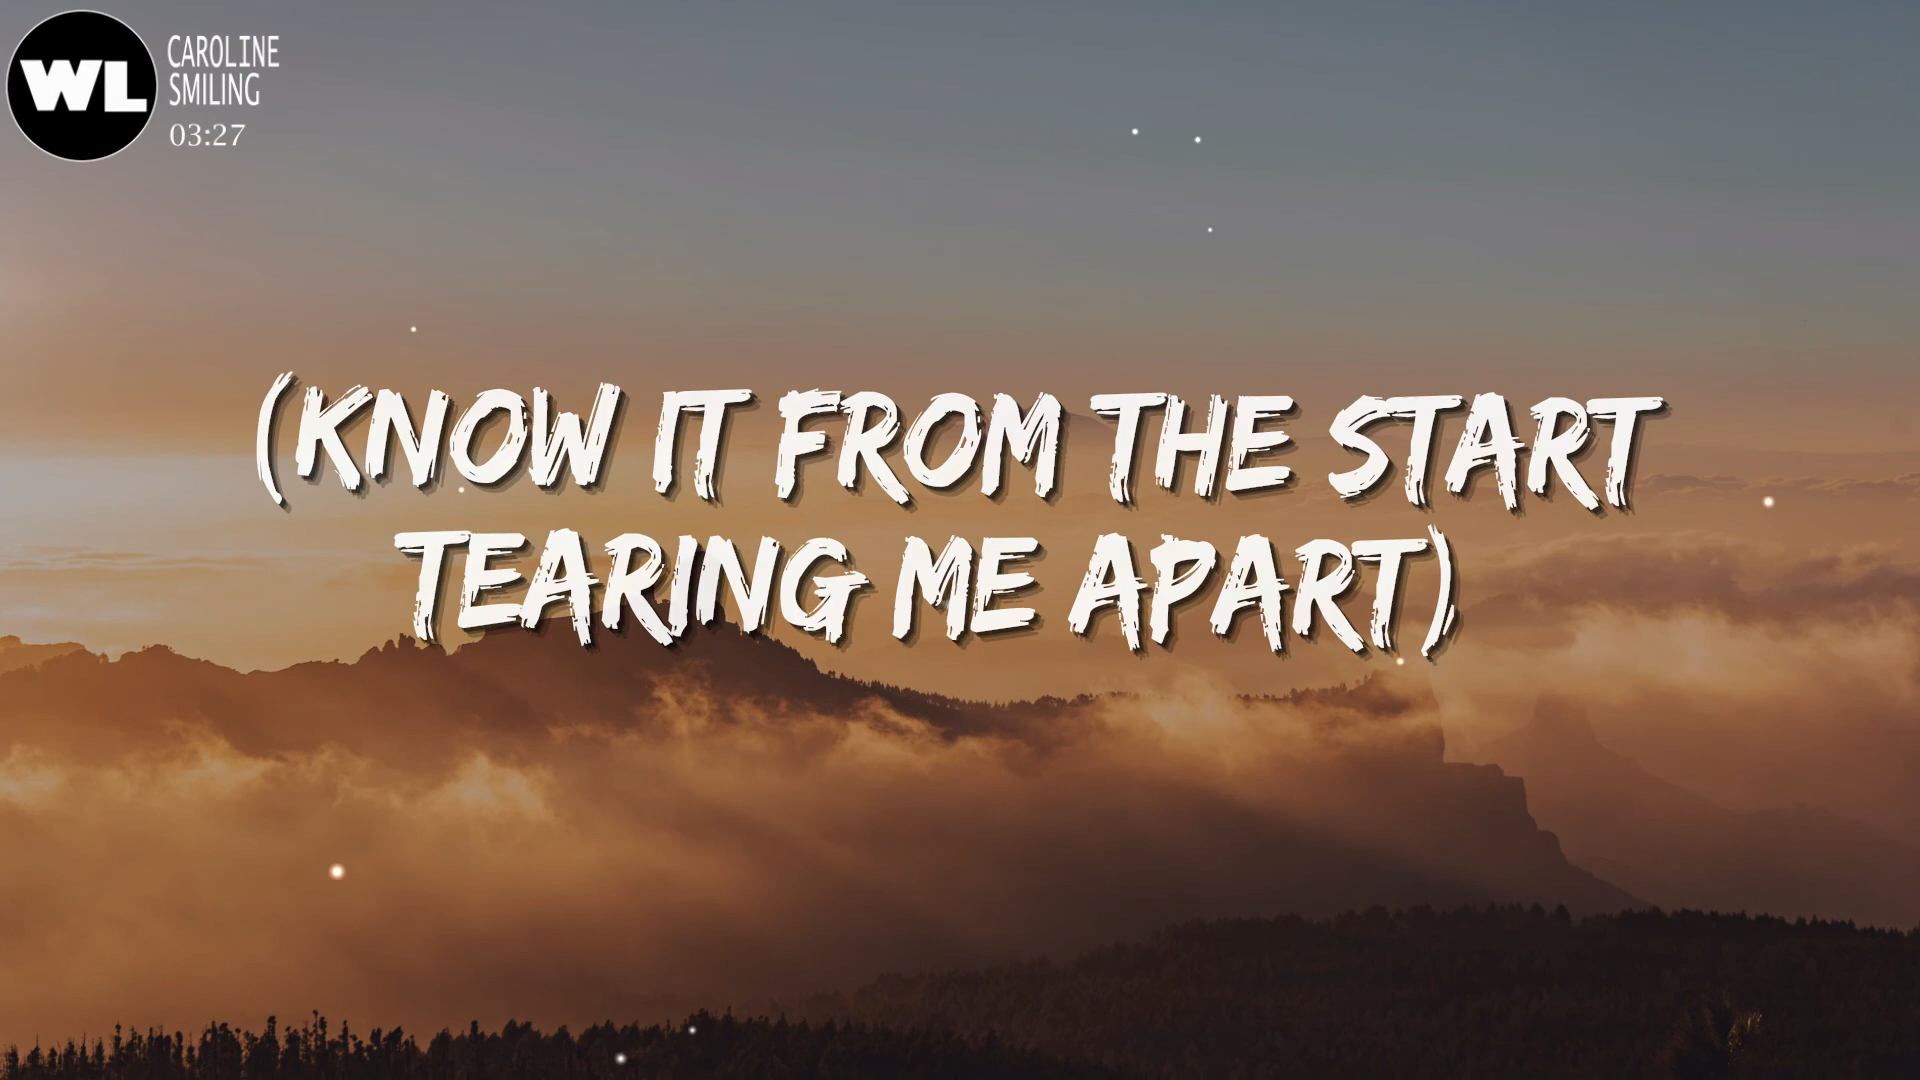 WL
CAROLINE
SMILING
03:27
(KNOW IT FROM THE START
TEARING ME APART)